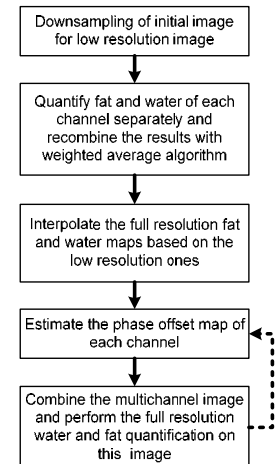 Downsampling of initial image
for low resolution image
Quantify fat and water of each
channel separately and
recombine the results with
weighted average algorithm
Interpolate the full resolution fat
and water maps based on the
low resolution ones
Estimate the phase offset map of
each channel
Combine the multichannel image
and perform the full resolution
water and fat quantification on
this image